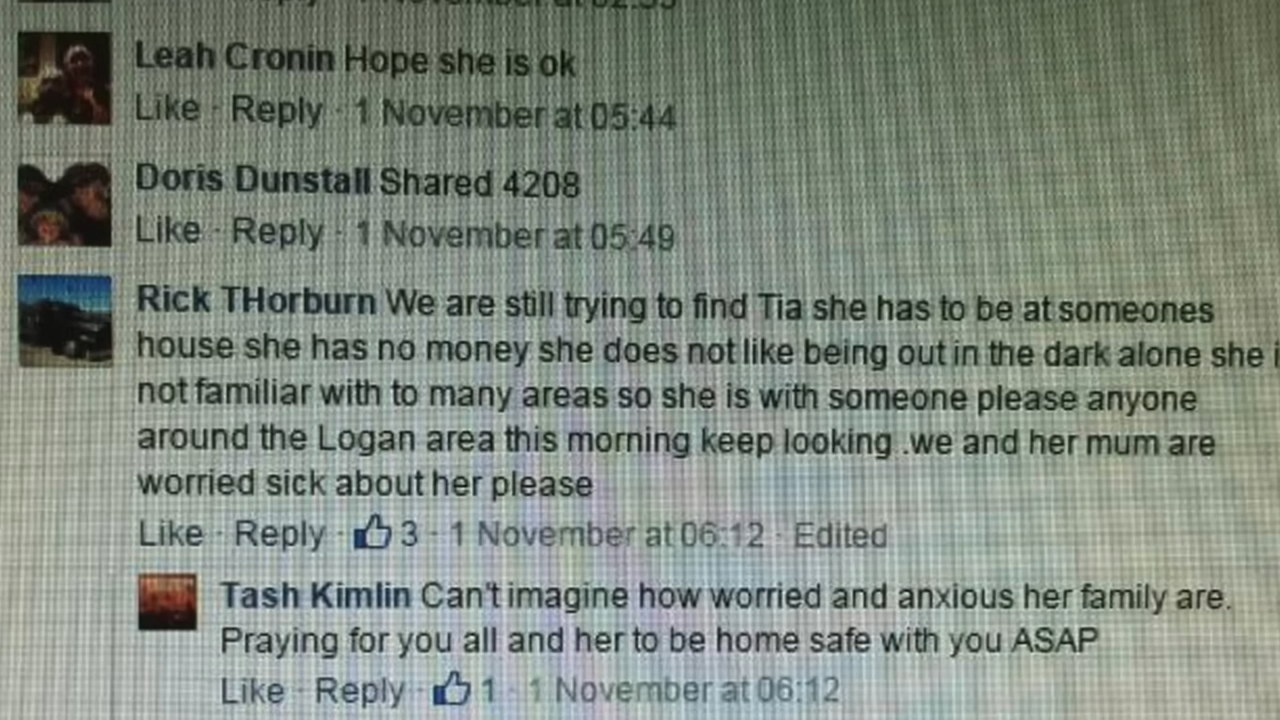 Leah Cronin Hope she is ok
Like · Reply · 1 November at 05:44
Doris Dunstall Shared 4208
Like · Reply · 1 November at 05:49
Rick THorburn We are still trying to find Tia she has to be at someones
house she has no money she does not like being out in the dark alone she
not familiar with to many areas so she is with someone please anyone
around the Logan area this morning keep looking .we and her mum are
worried sick about her please
Like · Reply · 3 · 1 November at 06:12 · Edited
Tash Kimlin Can't imagine how worried and anxious her family are.
Praying for you all and her to be home safe with you ASAP
Like · Reply · 1 · 1 November at 06:12